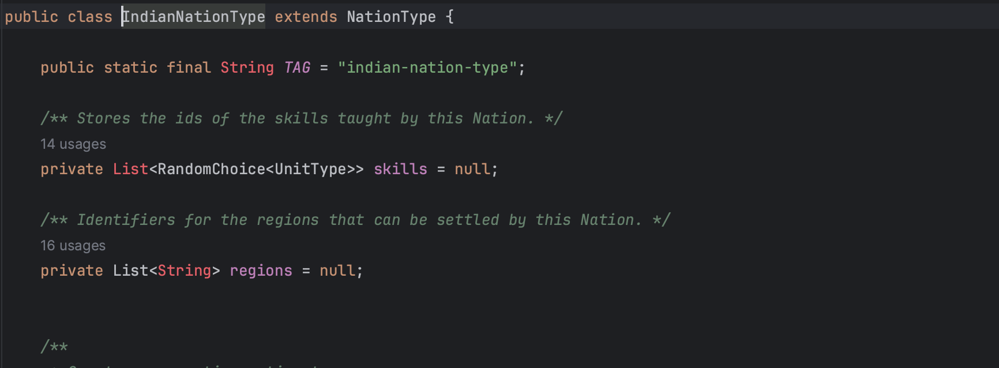 public class IndianNationType extends NationType {
public static final String TAG = "indian-nation-type";
/** Stores the ids of the skills taught by this Nation. */
14 usages
private List<RandomChoice<UnitType>> skills = null;
/** Identifiers for the regions that can be settled by this Nation. */
16 usages
private List<String> regions = null;
/**